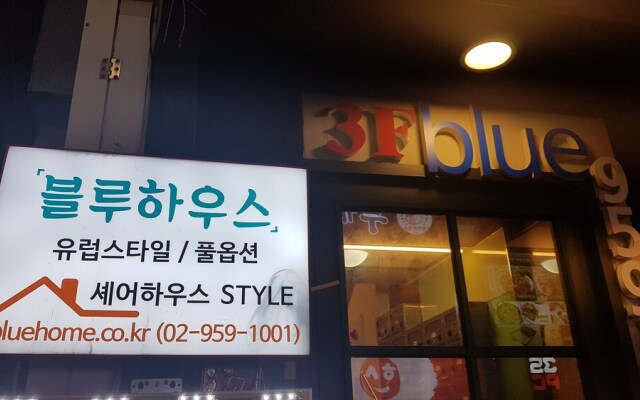 「블루하우스」
유럽스타일 / 풀옵션
셰어하우스 STYLE
bluehome.co.kr (02-959-1001)
3F blue
959